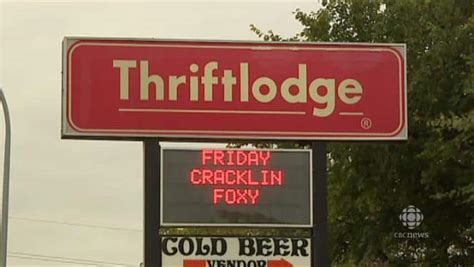 Thriftlodge
®
FRIDAY
CRACKLIN
FOXY
COLD BEER
VENDOR
CBCnews